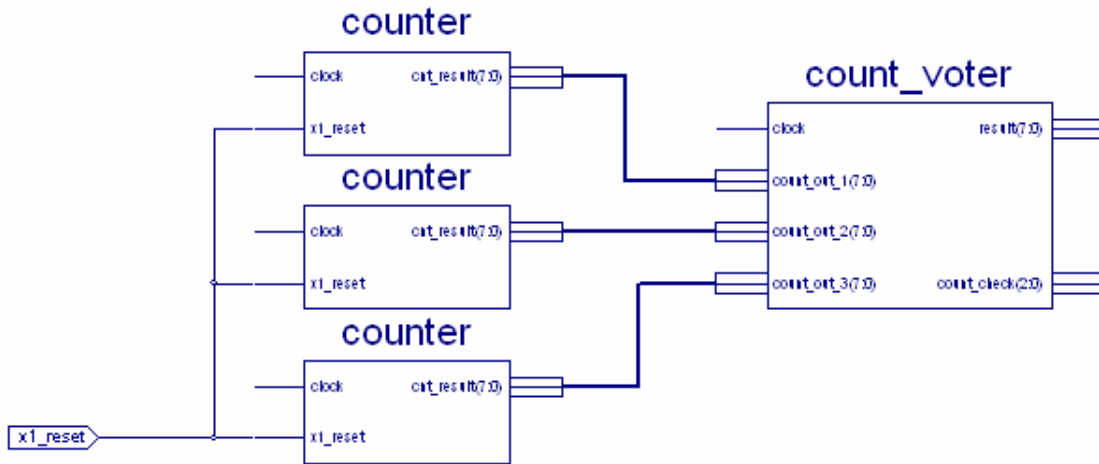 counter
clock cnt_result(7:0)
x1_reset
counter
clock cnt_result(7:0)
x1_reset
counter
clock cnt_result(7:0)
x1_reset
x1_reset
count_voter
clock result(7:0)
count_out_1(7:0)
count_out_2(7:0)
count_out_3(7:0) count_check(2:0)